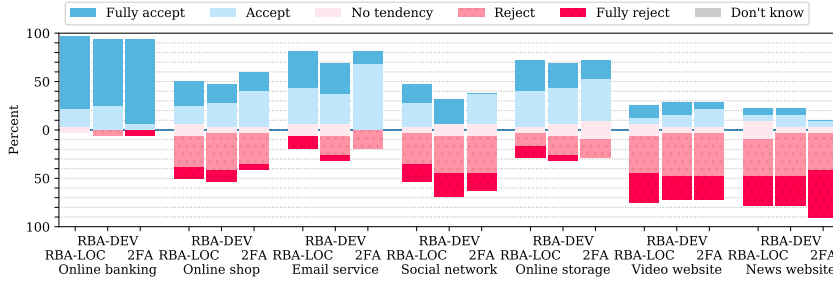 Fully accept Accept No tendency Reject Fully reject Don't know
100
50
0
50
100
Percent
RBA-DEV RBA-DEV RBA-DEV RBA-DEV RBA-DEV RBA-DEV RBA-DEV
RBA-LOC 2FA RBA-LOC 2FA RBA-LOC 2FA RBA-LOC 2FA RBA-LOC 2FA RBA-LOC 2FA RBA-LOC 2FA
Online banking Online shop Email service Social network Online storage Video website News website